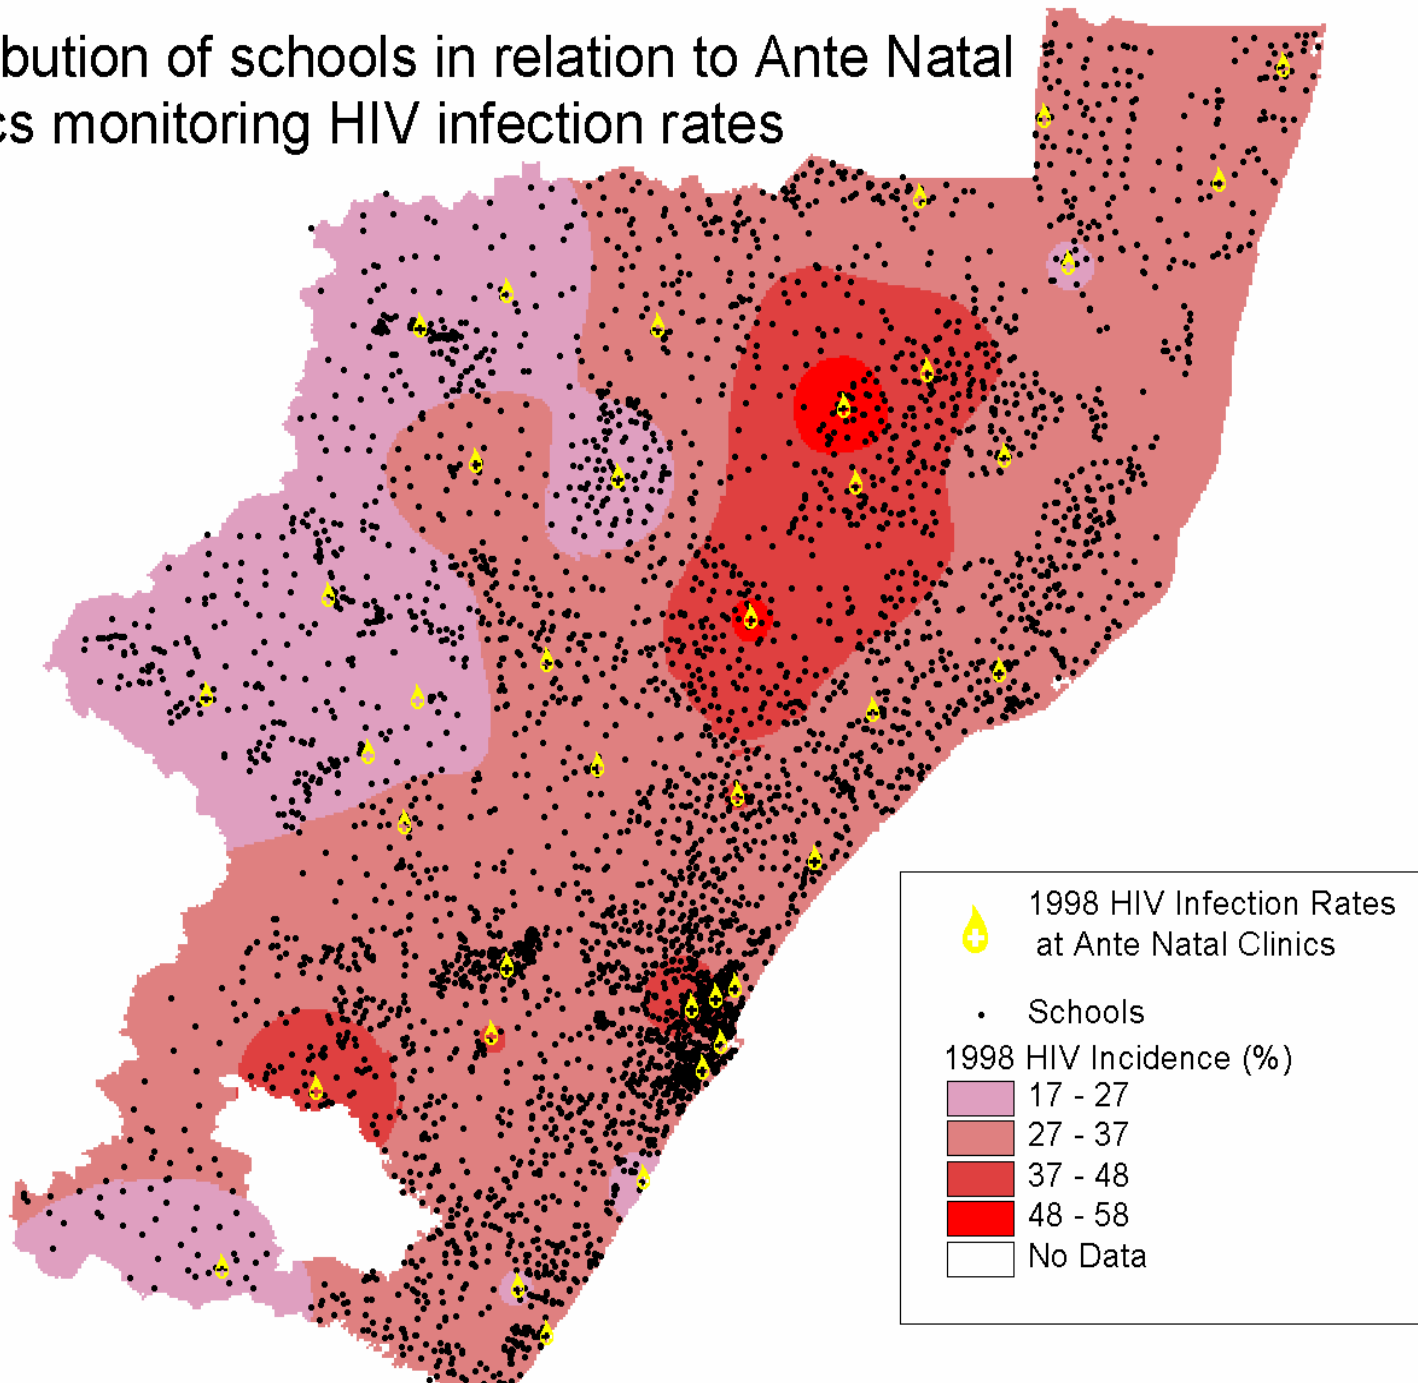 bution of schools in relation to Ante Natal
cs monitoring HIV infection rates
1998 HIV Infection Rates
at Ante Natal Clinics
Schools
1998 HIV Incidence (%)
17 - 27
27 - 37
37 - 48
48 - 58
No Data